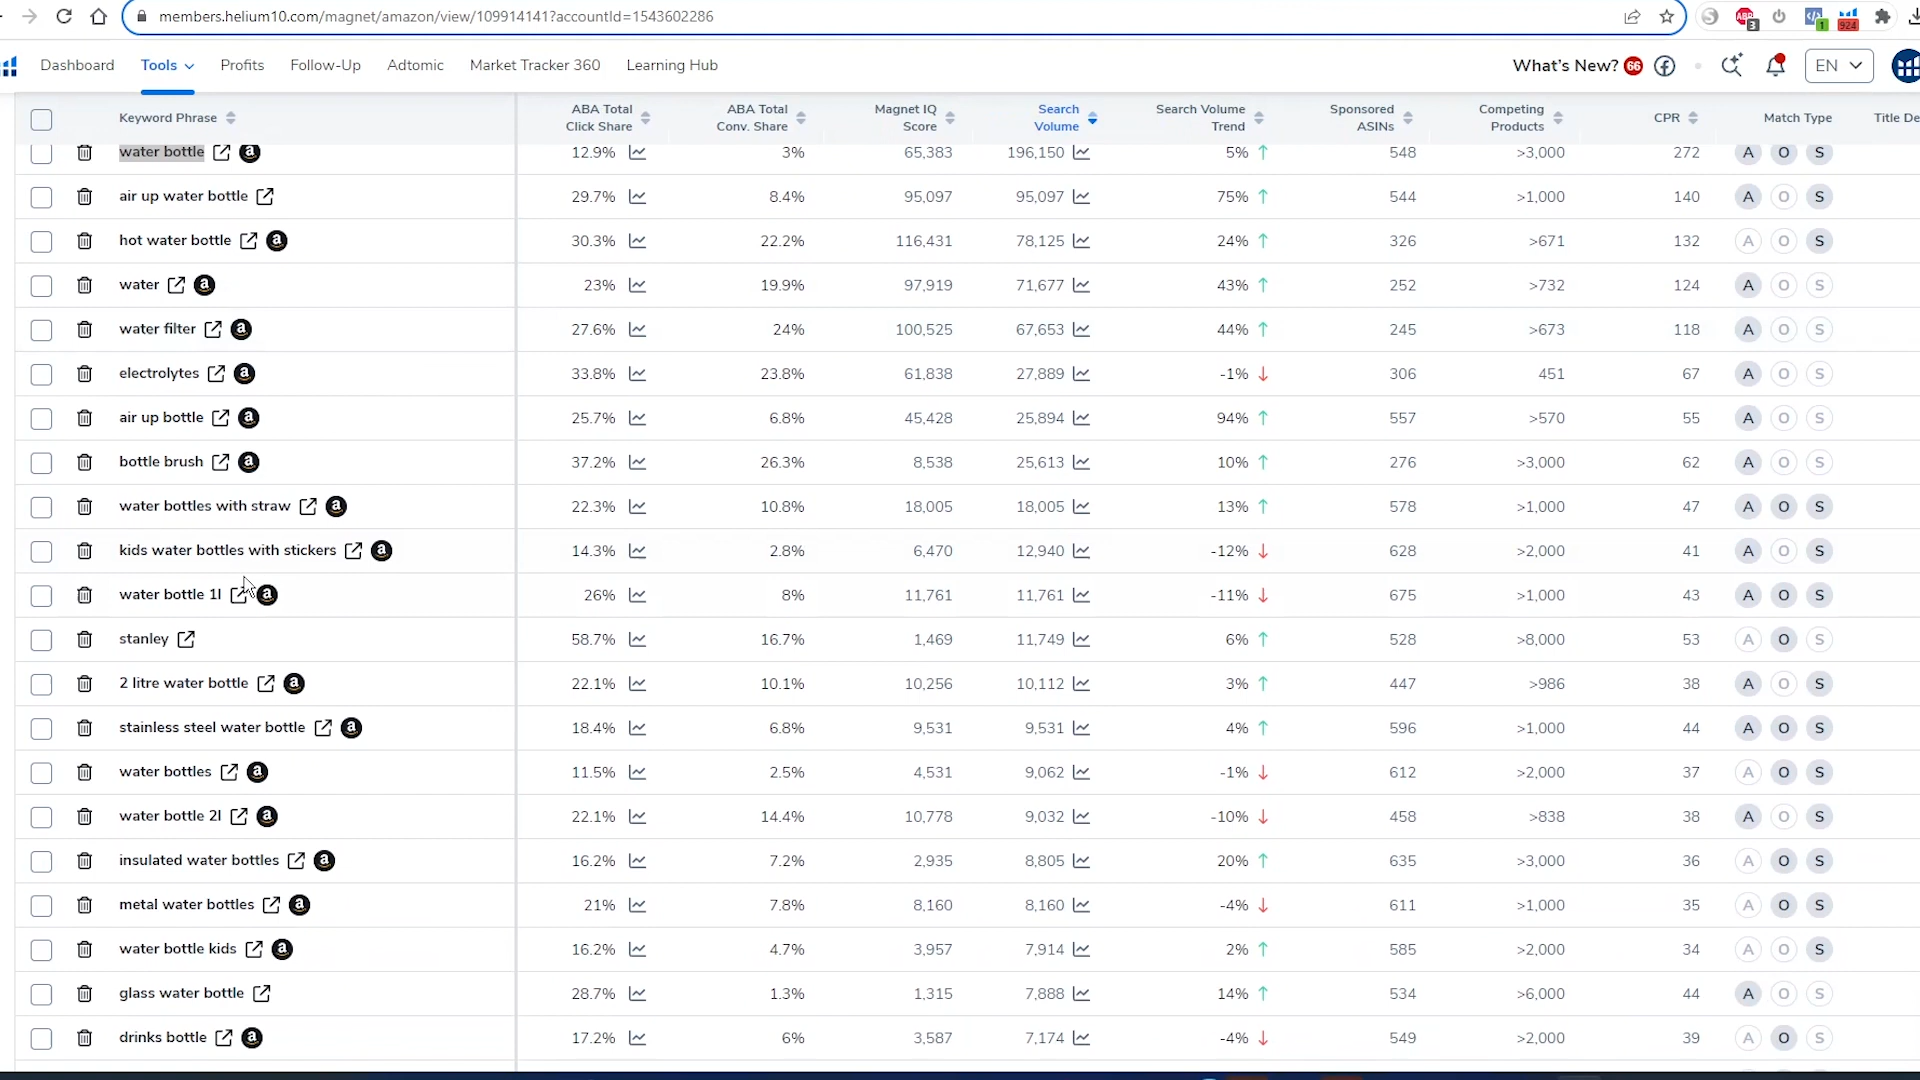 members.helium10.com/magnet/amazon/view/109914141?accountId=1543602286
ABP 3 1 924
Dashboard Tools Profits Follow-Up Adtomic Market Tracker 360 Learning Hub What's New? 66 EN
Keyword Phrase ABA Total Click Share ABA Total Conv. Share Magnet IQ Score Search Volume Search Volume Trend Sponsored ASINs Competing Products CPR Match Type Title De
water bottle a 12.9% 3% 65,383 196,150 5% 548 >3,000 272 A O S
air up water bottle 29.7% 8.4% 95,097 95,097 75% 544 >1,000 140 A O S
hot water bottle a 30.3% 22.2% 116,431 78,125 24% 326 >671 132 A O S
water a 23% 19.9% 97,919 71,677 43% 252 >732 124 A O S
water filter a 27.6% 24% 100,525 67,653 44% 245 >673 118 A O S
electrolytes a 33.8% 23.8% 61,838 27,889 -1% 306 451 67 A O S
air up bottle a 25.7% 6.8% 45,428 25,894 94% 557 >570 55 A O S
bottle brush a 37.2% 26.3% 8,538 25,613 10% 276 >3,000 62 A O S
water bottles with straw a 22.3% 10.8% 18,005 18,005 13% 578 >1,000 47 A O S
kids water bottles with stickers a 14.3% 2.8% 6,470 12,940 -12% 628 >2,000 41 A O S
water bottle 1l a 26% 8% 11,761 11,761 -11% 675 >1,000 43 A O S
stanley 58.7% 16.7% 1,469 11,749 6% 528 >8,000 53 A O S
2 litre water bottle a 22.1% 10.1% 10,256 10,112 3% 447 >986 38 A O S
stainless steel water bottle a 18.4% 6.8% 9,531 9,531 4% 596 >1,000 44 A O S
water bottles a 11.5% 2.5% 4,531 9,062 -1% 612 >2,000 37 A O S
water bottle 2l a 22.1% 14.4% 10,778 9,032 -10% 458 >838 38 A O S
insulated water bottles a 16.2% 7.2% 2,935 8,805 20% 635 >3,000 36 A O S
metal water bottles a 21% 7.8% 8,160 8,160 -4% 611 >1,000 35 A O S
water bottle kids a 16.2% 4.7% 3,957 7,914 2% 585 >2,000 34 A O S
glass water bottle 28.7% 1.3% 1,315 7,888 14% 534 >6,000 44 A O S
drinks bottle a 17.2% 6% 3,587 7,174 -4% 549 >2,000 39 A O S